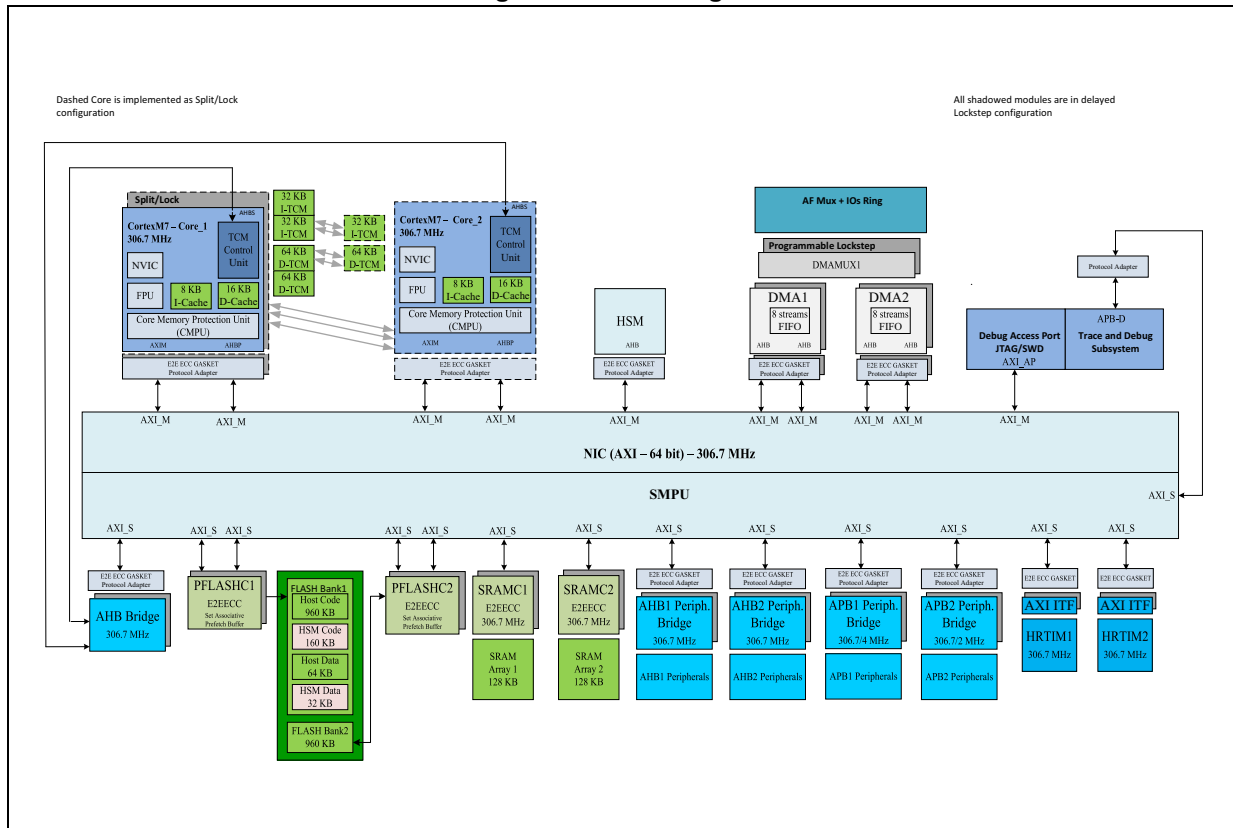 Dashed Core is implemented as Split/Lock
configuration
All shadowed modules are in delayed
Lockstep configuration
Split/Lock
AHBS
CortexM7 – Core_1
306.7 MHz
TCM
Control
Unit
NVIC
FPU
8 KB
I-Cache
16 KB
D-Cache
Core Memory Protection Unit
(CMPU)
AXIM
AHBP
E2E ECC GASKET
Protocol Adapter
32 KB
I-TCM
32 KB
I-TCM
64 KB
D-TCM
64 KB
D-TCM
32 KB
I-TCM
64 KB
D-TCM
AHBS
CortexM7 – Core_2
306.7 MHz
TCM
Control
Unit
NVIC
FPU
8 KB
I-Cache
16 KB
D-Cache
Core Memory Protection Unit
(CMPU)
AXIM
AHBP
E2E ECC GASKET
Protocol Adapter
HSM
AHB
E2E ECC GASKET
Protocol Adapter
AF Mux + IOs Ring
Programmable Lockstep
DMAMUX1
DMA1
8 streams
FIFO
AHB AHB
E2E ECC GASKET
Protocol Adapter
DMA2
8 streams
FIFO
AHB AHB
E2E ECC GASKET
Protocol Adapter
Protocol Adapter
Debug Access Port
JTAG/SWD
AXI_AP
APB-D
Trace and Debug
Subsystem
AXI_M AXI_M AXI_M AXI_M AXI_M AXI_M AXI_M AXI_M AXI_M AXI_M
NIC (AXI – 64 bit) – 306.7 MHz
SMPU
AXI_S
AXI_S AXI_S AXI_S AXI_S AXI_S AXI_S AXI_S AXI_S AXI_S AXI_S AXI_S AXI_S AXI_S
E2E ECC GASKET
Protocol Adapter
AHB Bridge
306.7 MHz
PFLASHC1
E2EECC
Set Associative
Prefetch Buffer
FLASH Bank1
Host Code
960 KB
HSM Code
160 KB
Host Data
64 KB
HSM Data
32 KB
FLASH Bank2
960 KB
PFLASHC2
E2EECC
Set Associative
Prefetch Buffer
SRAMC1
E2EECC
306.7 MHz
SRAM
Array 1
128 KB
SRAMC2
E2EECC
306.7 MHz
SRAM
Array 2
128 KB
E2E ECC GASKET
Protocol Adapter
AHB1 Periph.
Bridge
306.7 MHz
AHB1 Peripherals
E2E ECC GASKET
Protocol Adapter
AHB2 Periph.
Bridge
306.7 MHz
AHB2 Peripherals
E2E ECC GASKET
Protocol Adapter
APB1 Periph.
Bridge
306.7/4 MHz
APB1 Peripherals
E2E ECC GASKET
Protocol Adapter
APB2 Periph.
Bridge
306.7/2 MHz
APB2 Peripherals
E2E ECC GASKET
AXI ITF
HRTIM1
306.7 MHz
E2E ECC GASKET
AXI ITF
HRTIM2
306.7 MHz